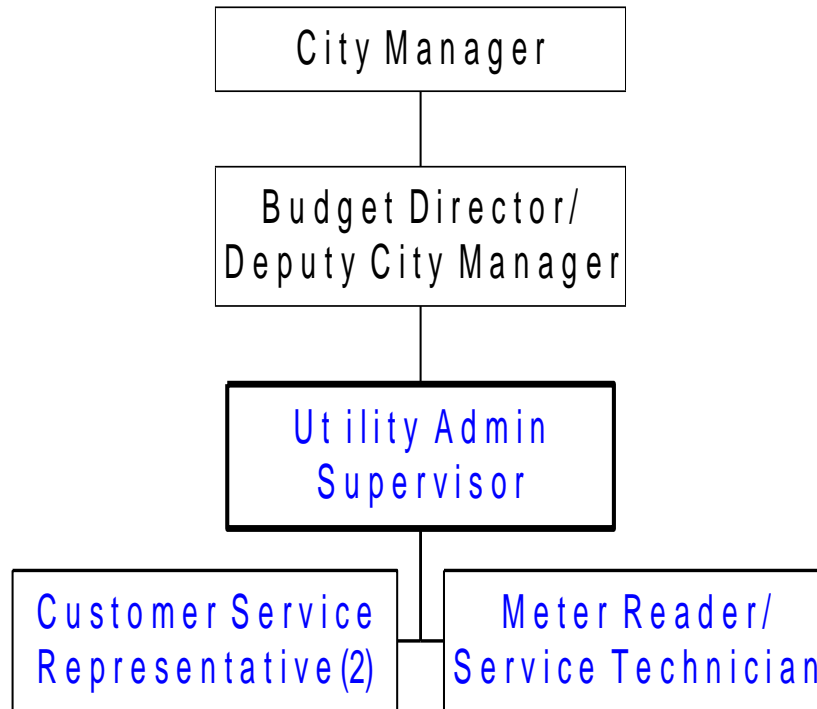 City Manager
Budget Director/
Deputy City Manager
Utility Admin
Supervisor
Customer Service
Representative (2)
Meter Reader/
Service Technician